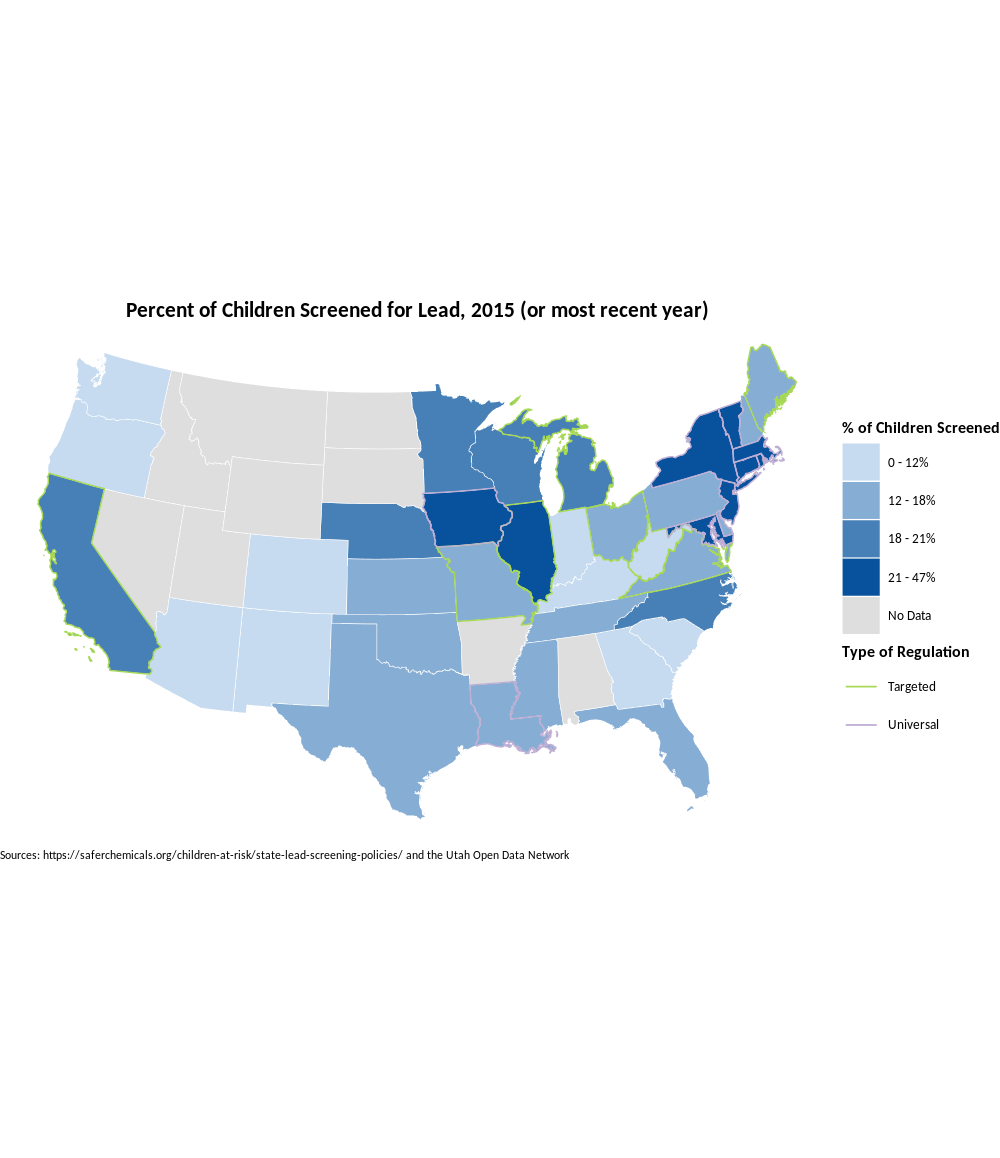 Percent of Children Screened for Lead, 2015 (or most recent year)
% of Children Screened
0 - 12%
12 - 18%
18 - 21%
21 - 47%
No Data
Type of Regulation
Targeted
Universal
Sources: https://saferchemicals.org/children-at-risk/state-lead-screening-policies/ and the Utah Open Data Network